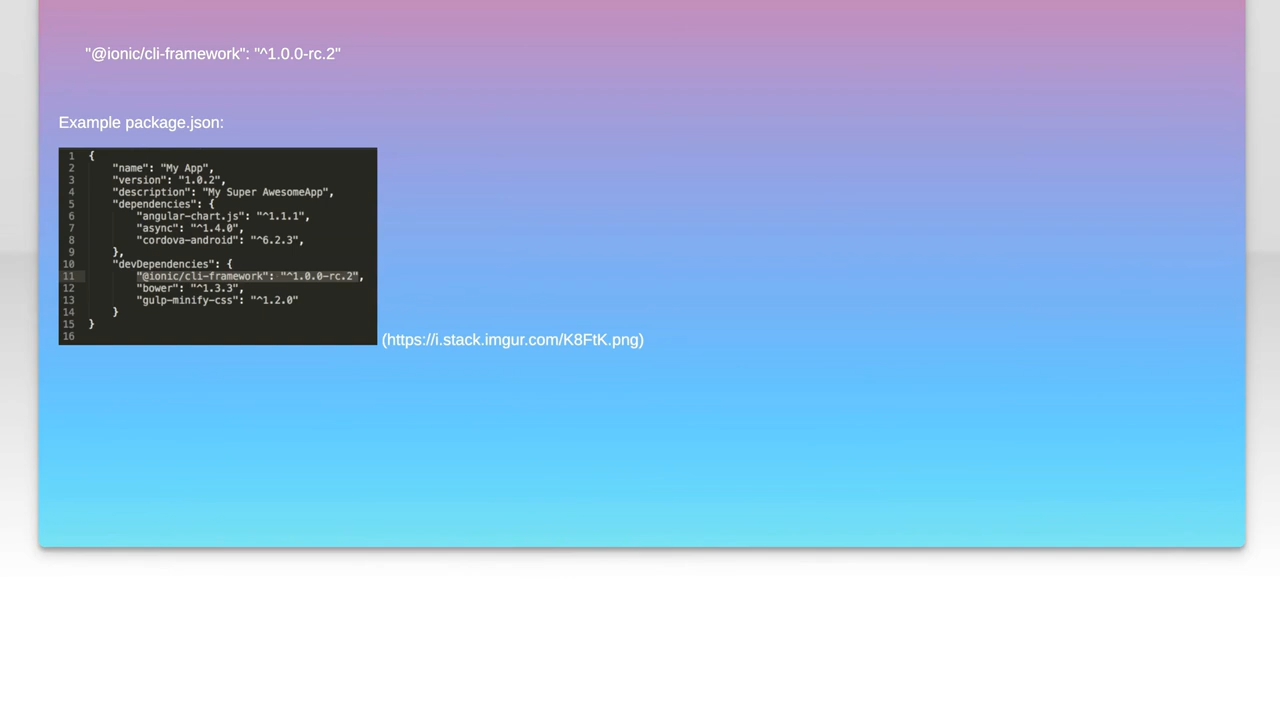 "@ionic/cli-framework": "^1.0.0-rc.2"
Example package.json:
1 {
2 "name": "My App",
3 "version": "1.0.2",
4 "description": "My Super AwesomeApp",
5 "dependencies": {
6 "angular-chart.js": "^1.1.1",
7 "async": "^1.4.0",
8 "cordova-android": "^6.2.3",
9 },
10 "devDependencies": {
11 "@ionic/cli-framework": "^1.0.0-rc.2",
12 "bower": "^1.3.3",
13 "gulp-minify-css": "^1.2.0"
14 }
15 }
16
(https://i.stack.imgur.com/K8FtK.png)